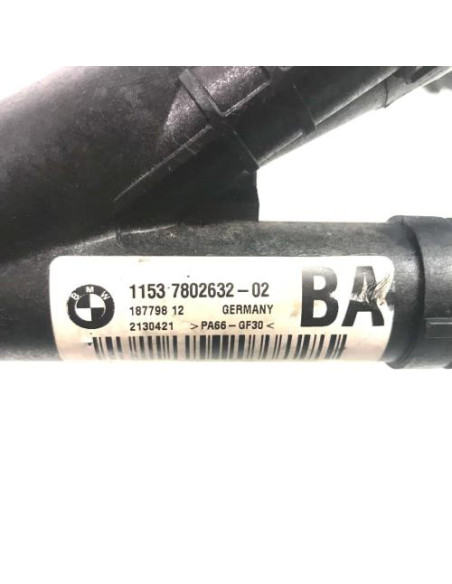 BMW
1153 7802632-02
187798 12 GERMANY
2130421 >PA66-GF30<
BA